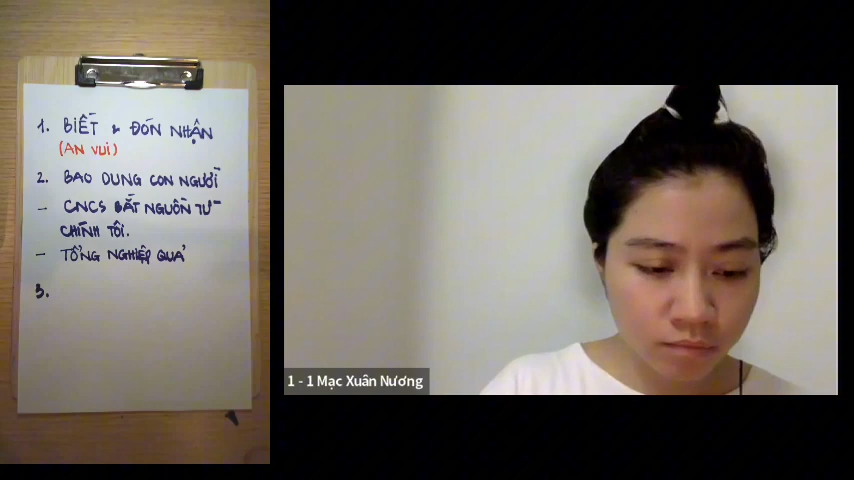 1. BIẾT & ĐÓN NHẬN
(AN VUI)
2. BAO DUNG CON NGƯỜI
- CNCS BẮT NGUỒN TỪ
CHÍNH TÔI.
- TỔNG NGHIỆP QUẢ
3.
1 - 1 Mạc Xuân Nương